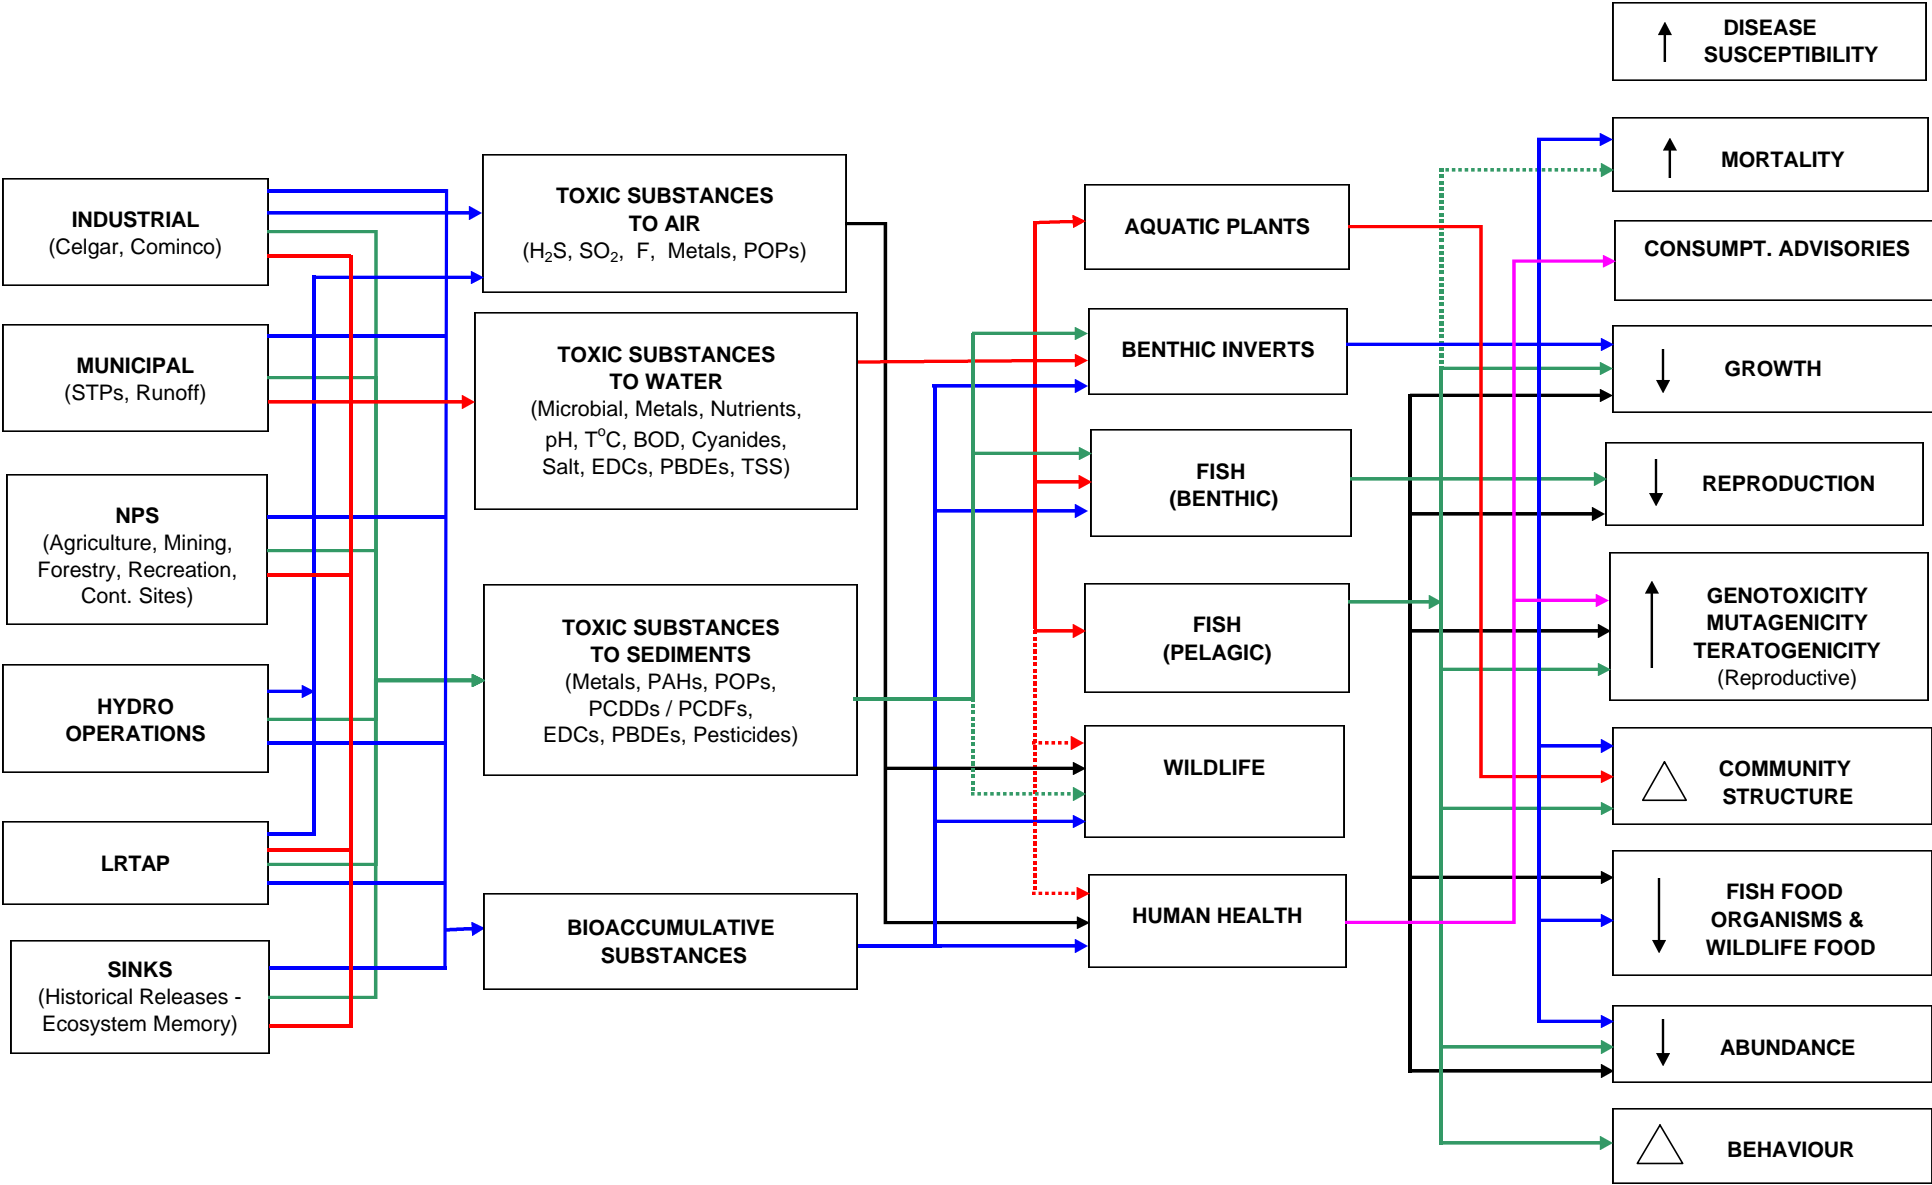 INDUSTRIAL
(Celgar, Cominco)
MUNICIPAL
(STPs, Runoff)
NPS
(Agriculture, Mining,
Forestry, Recreation,
Cont. Sites)
HYDRO
OPERATIONS
LRTAP
SINKS
(Historical Releases -
Ecosystem Memory)
TOXIC SUBSTANCES
TO AIR
(H₂S, SO₂, F, Metals, POPs)
TOXIC SUBSTANCES
TO WATER
(Microbial, Metals, Nutrients,
pH, T°C, BOD, Cyanides,
Salt, EDCs, PBDEs, TSS)
TOXIC SUBSTANCES
TO SEDIMENTS
(Metals, PAHs, POPs,
PCDDs / PCDFs,
EDCs, PBDEs, Pesticides)
BIOACCUMULATIVE
SUBSTANCES
AQUATIC PLANTS
BENTHIC INVERTS
FISH
(BENTHIC)
FISH
(PELAGIC)
WILDLIFE
HUMAN HEALTH
DISEASE
SUSCEPTIBILITY
MORTALITY
CONSUMPT. ADVISORIES
GROWTH
REPRODUCTION
GENOTOXICITY
MUTAGENICITY
TERATOGENICITY
(Reproductive)
COMMUNITY
STRUCTURE
FISH FOOD
ORGANISMS &
WILDLIFE FOOD
ABUNDANCE
BEHAVIOUR